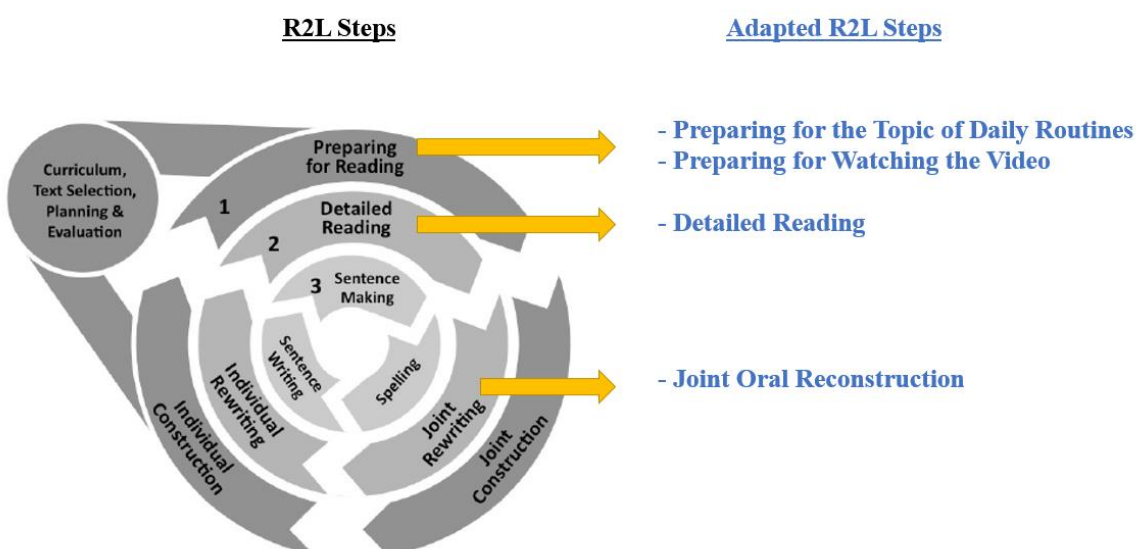 R2L Steps
Adapted R2L Steps
Curriculum,
Text Selection,
Planning &
Evaluation
1
Preparing
for Reading
2
Detailed
Reading
3
Sentence
Making
Spelling
Sentence
Writing
Joint
Rewriting
Individual
Rewriting
Joint
Construction
Individual
Construction
- Preparing for the Topic of Daily Routines
- Preparing for Watching the Video
- Detailed Reading
- Joint Oral Reconstruction